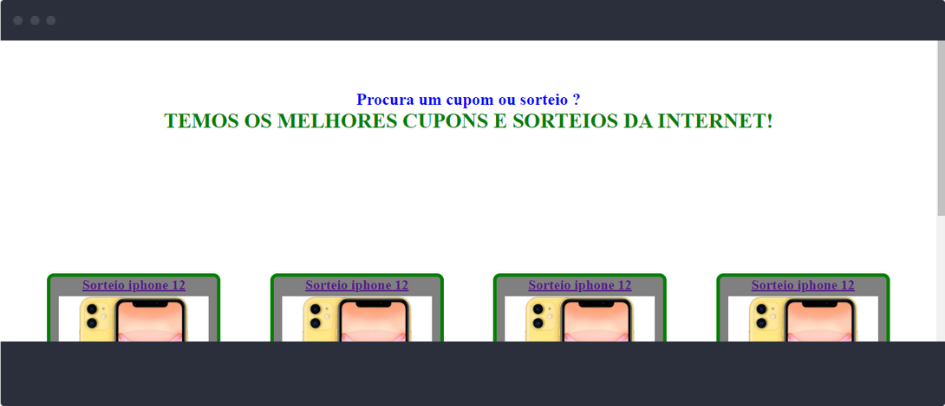 Procura um cupom ou sorteio ?
TEMOS OS MELHORES CUPONS E SORTEIOS DA INTERNET!
Sorteio iphone 12
Sorteio iphone 12
Sorteio iphone 12
Sorteio iphone 12